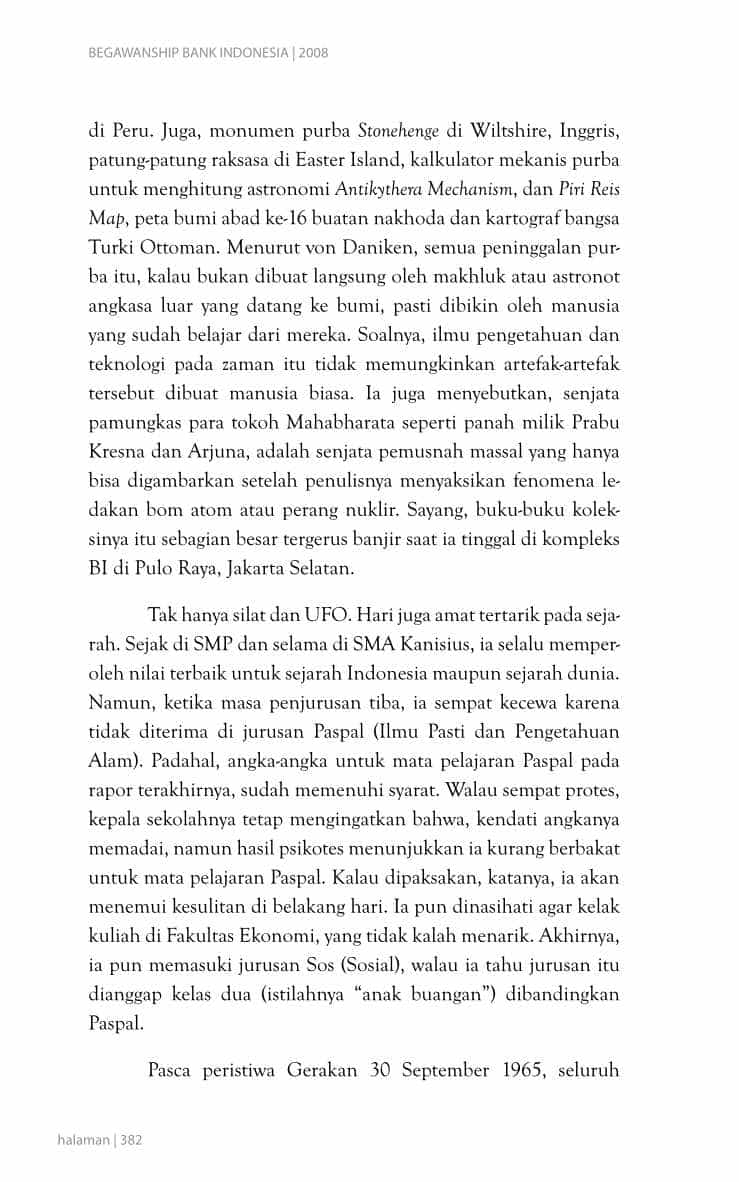 BEGAWANSHIP BANK INDONESIA | 2008
di Peru. Juga, monumen purba Stonehenge di Wiltshire, Inggris,
patung-patung raksasa di Easter Island, kalkulator mekanis purba
untuk menghitung astronomi Antikythera Mechanism, dan Piri Reis
Map, peta bumi abad ke-16 buatan nakhoda dan kartograf bangsa
Turki Ottoman. Menurut von Daniken, semua peninggalan pur-
ba itu, kalau bukan dibuat langsung oleh makhluk atau astronot
angkasa luar yang datang ke bumi, pasti dibikin oleh manusia
yang sudah belajar dari mereka. Soalnya, ilmu pengetahuan dan
teknologi pada zaman itu tidak memungkinkan artefak-artefak
tersebut dibuat manusia biasa. Ia juga menyebutkan, senjata
pamungkas para tokoh Mahabharata seperti panah milik Prabu
Kresna dan Arjuna, adalah senjata pemusnah massal yang hanya
bisa digambarkan setelah penulisnya menyaksikan fenomena le-
dakan bom atom atau perang nuklir. Sayang, buku-buku kolek-
sinya itu sebagian besar tergerus banjir saat ia tinggal di kompleks
BI di Pulo Raya, Jakarta Selatan.
Tak hanya silat dan UFO. Hari juga amat tertarik pada seja-
rah. Sejak di SMP dan selama di SMA Kanisius, ia selalu memper-
oleh nilai terbaik untuk sejarah Indonesia maupun sejarah dunia.
Namun, ketika masa penjurusan tiba, ia sempat kecewa karena
tidak diterima di jurusan Paspal (Ilmu Pasti dan Pengetahuan
Alam). Padahal, angka-angka untuk mata pelajaran Paspal pada
rapor terakhirnya, sudah memenuhi syarat. Walau sempat protes,
kepala sekolahnya tetap mengingatkan bahwa, kendati angkanya
memadai, namun hasil psikotes menunjukkan ia kurang berbakat
untuk mata pelajaran Paspal. Kalau dipaksakan, katanya, ia akan
menemui kesulitan di belakang hari. Ia pun dinasihati agar kelak
kuliah di Fakultas Ekonomi, yang tidak kalah menarik. Akhirnya,
ia pun memasuki jurusan Sos (Sosial), walau ia tahu jurusan itu
dianggap kelas dua (istilahnya “anak buangan”) dibandingkan
Paspal.
Pasca peristiwa Gerakan 30 September 1965, seluruh
halaman | 382